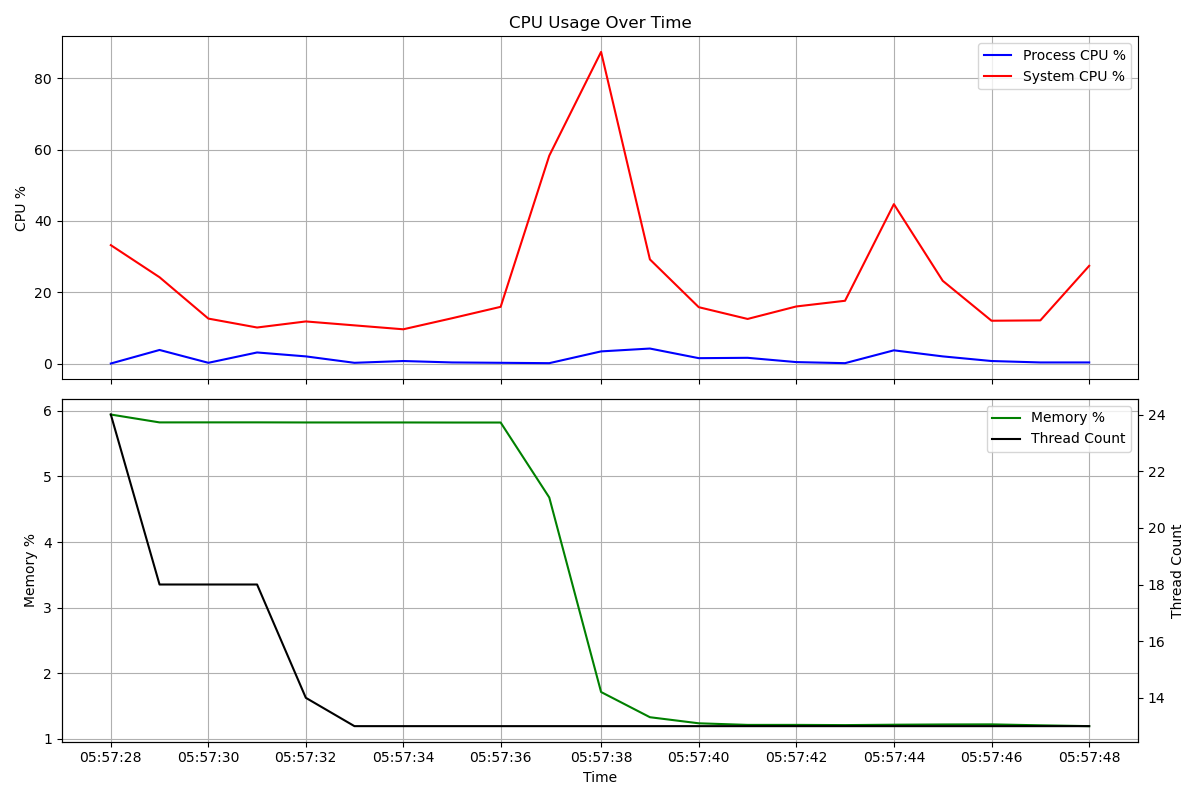 CPU Usage Over Time
Process CPU %
System CPU %
CPU %
80
60
40
20
0
Memory %
Thread Count
Memory %
6
5
4
3
2
1
24
22
20
18
16
14
Thread Count
05:57:28 05:57:30 05:57:32 05:57:34 05:57:36 05:57:38 05:57:40 05:57:42 05:57:44 05:57:46 05:57:48
Time